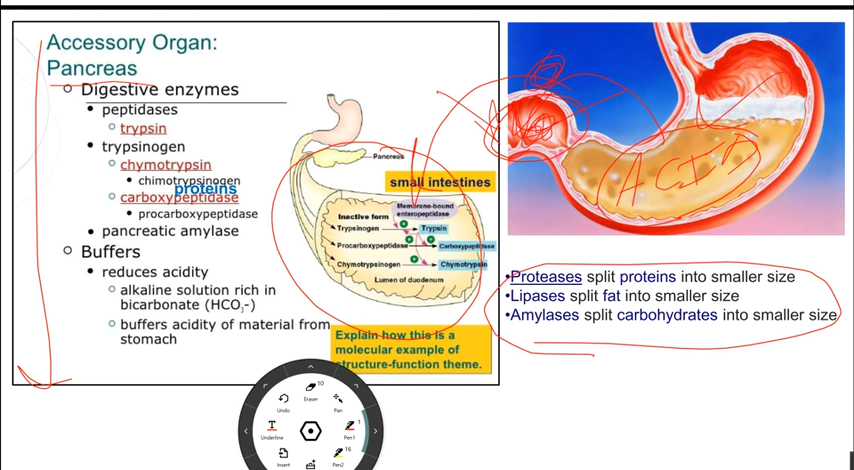 Accessory Organ:
Pancreas
Digestive enzymes
peptidases
trypsin
trypsinogen
chymotrypsin
chimotrypsinogen
proteins
carboxypeptidase
procarboxypeptidase
pancreatic amylase
Buffers
reduces acidity
alkaline solution rich in
bicarbonate (HCO3-)
buffers acidity of material from
stomach
Pancreas
small intestines
Membrane-bound
enteropeptidase
Inactive form
Trypsinogen
Trypsin
Procarboxypeptidase
Carboxypeptidase
Chymotrypsinogen
Chymotrypsin
Lumen of duodenum
Explain how this is a
molecular example of
structure-function theme.
ACID
•Proteases split proteins into smaller size
•Lipases split fat into smaller size
•Amylases split carbohydrates into smaller size
10
Eraser
Undo
Pan
T
Underline
1
Pen1
Insert
16
Pen2